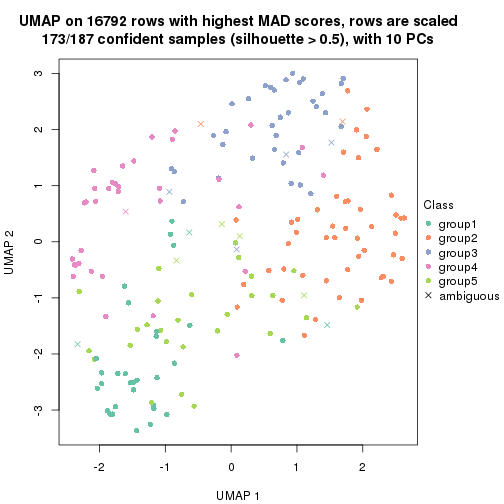 UMAP on 16792 rows with highest MAD scores, rows are scaled
173/187 confident samples (silhouette > 0.5), with 10 PCs
3
2
1
0
-1
-2
-3
UMAP 2
-2
-1
0
1
2
UMAP 1
Class
group1
group2
group3
group4
group5
ambiguous